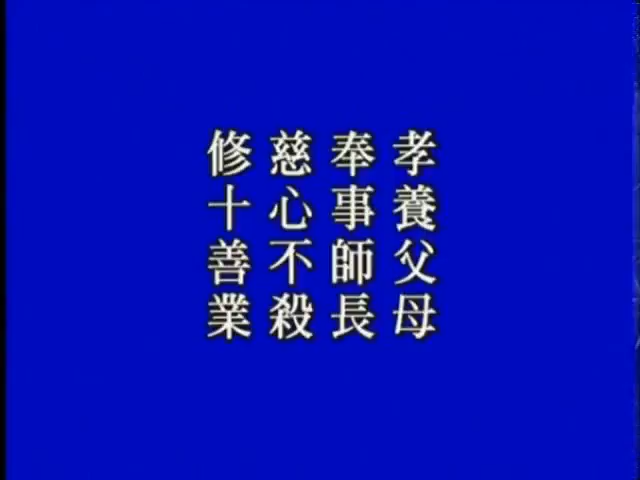 孝養父母
奉事師長
慈心不殺
修十善業